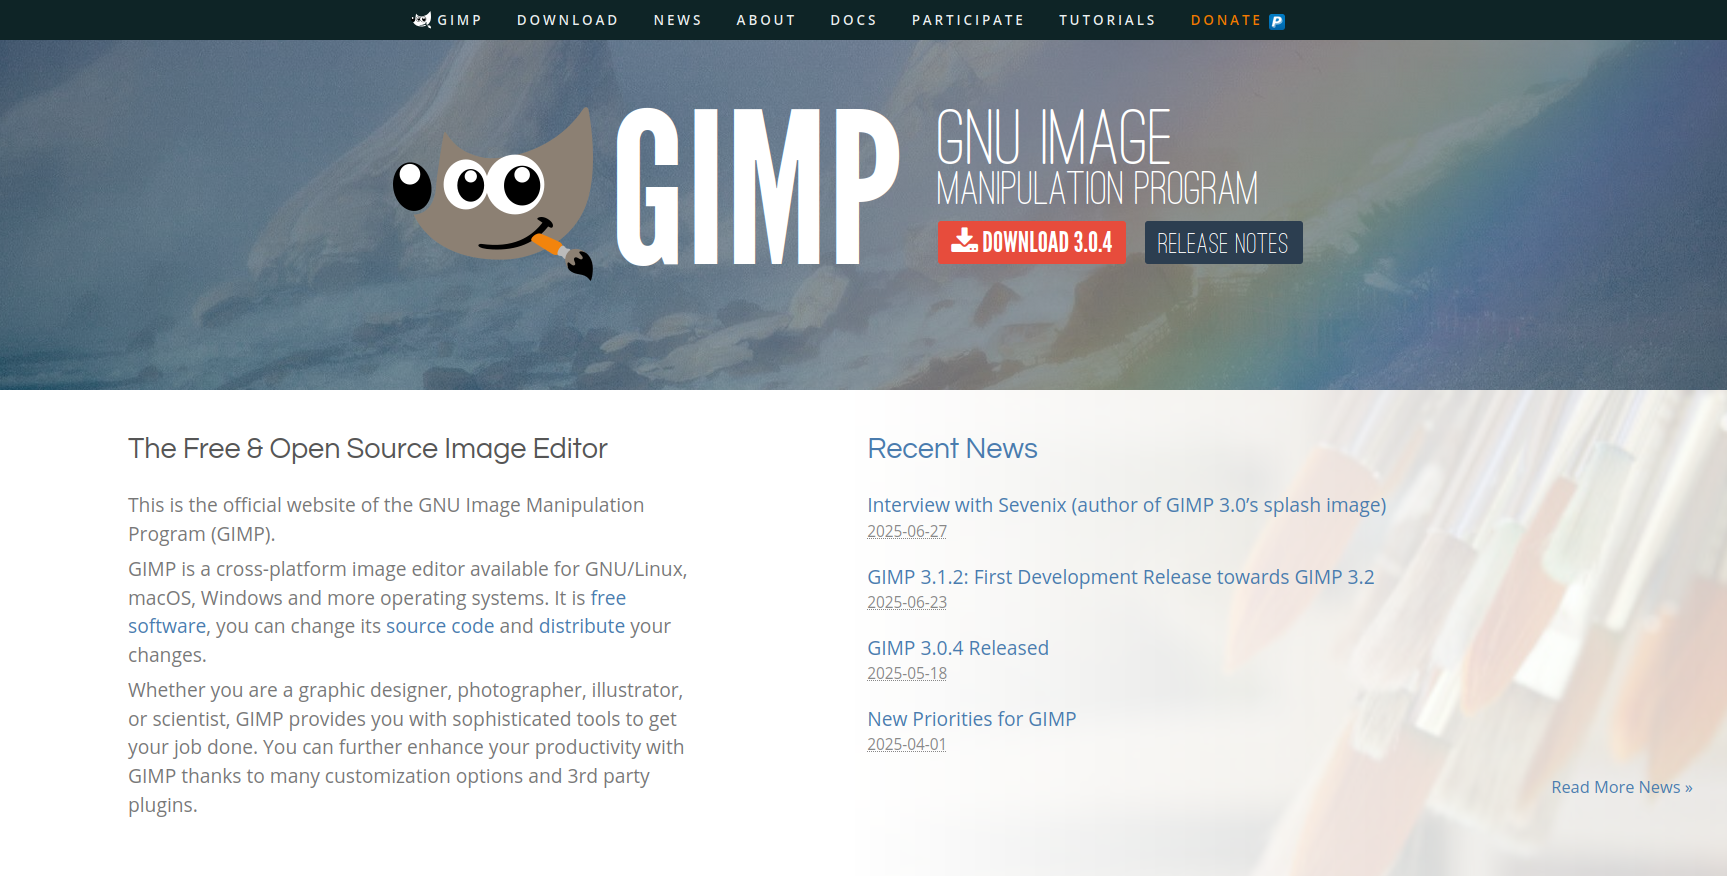 GIMP DOWNLOAD NEWS ABOUT DOCS PARTICIPATE TUTORIALS DONATE P
GIMP
GNU IMAGE
MANIPULATION PROGRAM
DOWNLOAD 3.0.4 RELEASE NOTES
The Free & Open Source Image Editor
This is the official website of the GNU Image Manipulation
Program (GIMP).
GIMP is a cross-platform image editor available for GNU/Linux,
macOS, Windows and more operating systems. It is free
software, you can change its source code and distribute your
changes.
Whether you are a graphic designer, photographer, illustrator,
or scientist, GIMP provides you with sophisticated tools to get
your job done. You can further enhance your productivity with
GIMP thanks to many customization options and 3rd party
plugins.
Recent News
Interview with Sevenix (author of GIMP 3.0’s splash image)
2025-06-27
GIMP 3.1.2: First Development Release towards GIMP 3.2
2025-06-23
GIMP 3.0.4 Released
2025-05-18
New Priorities for GIMP
2025-04-01
Read More News »